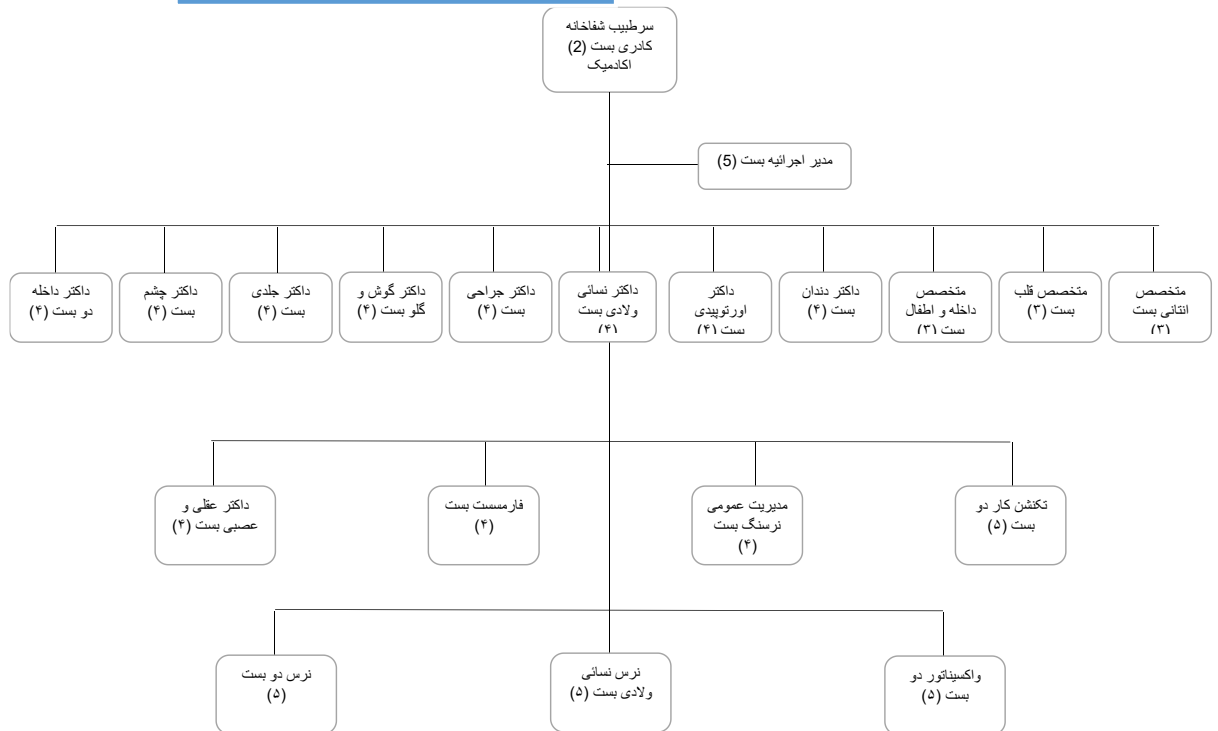 سرطبیب شفاخانه
کادری بست (2)
اکادمیک
مدیر اجرائیه بست (5)
متخصص
انتانی بست
(۳)
متخصص قلب
بست (۳)
متخصص
داخله و اطفال
بست (۳)
داکتر دندان
بست (۴)
داکتر
اورتوپیدی
بست (۴)
داکتر نسائی
ولادی بست
(۴)
داکتر جراحی
بست (۴)
داکتر گوش و
گلو بست (۴)
داکتر جلدی
بست (۴)
داکتر چشم
بست (۴)
داکتر داخله
دو بست (۴)
تکنشن کار دو
بست (۵)
مدیریت عمومی
نرسنگ بست
(۴)
فارمسست بست
(۴)
داکتر عقلی و
عصبی بست (۴)
واکسیناتور دو
بست (۵)
نرس نسائی
ولادی بست (۵)
نرس دو بست
(۵)